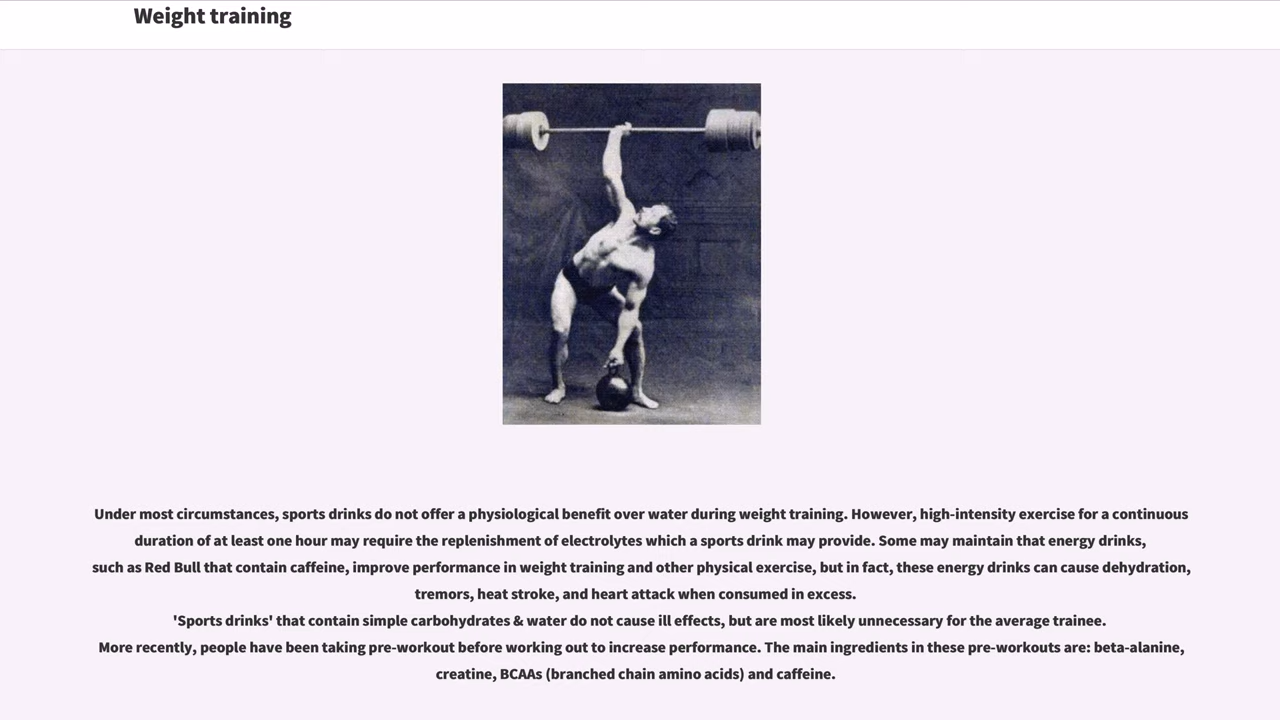 Weight training
Under most circumstances, sports drinks do not offer a physiological benefit over water during weight training. However, high-intensity exercise for a continuous
duration of at least one hour may require the replenishment of electrolytes which a sports drink may provide. Some may maintain that energy drinks,
such as Red Bull that contain caffeine, improve performance in weight training and other physical exercise, but in fact, these energy drinks can cause dehydration,
tremors, heat stroke, and heart attack when consumed in excess.
'Sports drinks' that contain simple carbohydrates & water do not cause ill effects, but are most likely unnecessary for the average trainee.
More recently, people have been taking pre-workout before working out to increase performance. The main ingredients in these pre-workouts are: beta-alanine,
creatine, BCAAs (branched chain amino acids) and caffeine.